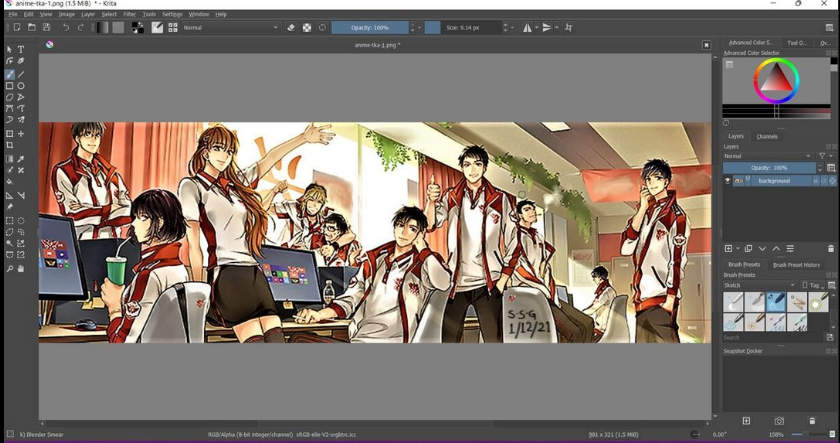 anime-tka-1.png (1.5 MiB) * - Krita
File Edit View Image Layer Select Filter Tools Settings Window Help
Normal
Opacity: 100%
Size: 9.14 px
anime-tka-1.png *
Advanced Color S...
Tool O...
Ov...
Advanced Color Selector
Layers
Channels
Layers
Normal
Opacity: 100%
background
Brush Presets
Brush Preset History
Brush Presets
Sketch
Tag
Search
Snapshot Docker
S-S-G
1/12/21
k) Blender Smear
RGB/Alpha (8-bit integer/channel) sRGB-elle-V2-srgbtrc.icc
981 x 321 (1.5 MiB)
0.00°
158%